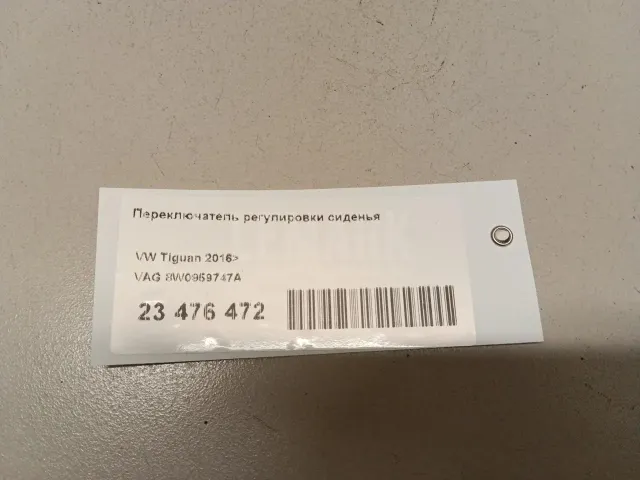 Переключатель регулировки сиденья
VW Tiguan 2016>
VAG 8W0959747A
23 476 472